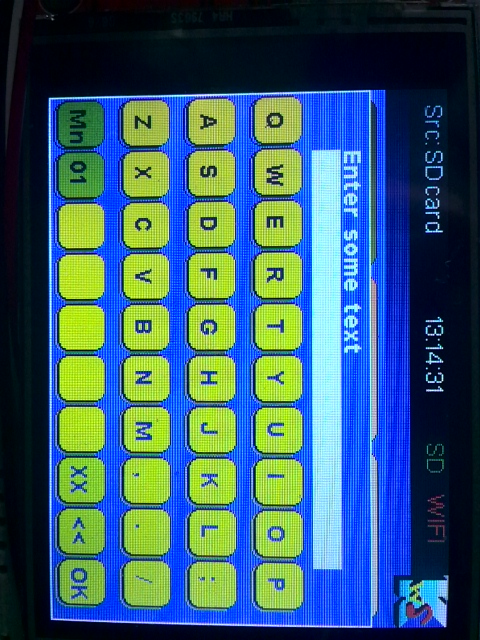 Src: SD card 13:14:31 SD WIFI
Enter some text
Q W E R T Y U I O P
A S D F G H J K L ;
Z X C V B N M , . /
Mn 01 XX << OK